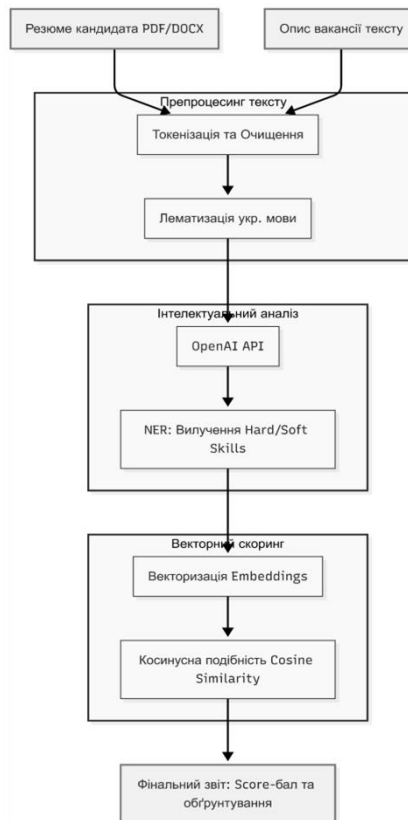 Резюме кандидата PDF/DOCX
Опис вакансії тексту
Препроцесинг тексту
Токенізація та Очищення
Лематизація укр. мови
Інтелектуальний аналіз
OpenAI API
NER: Вилучення Hard/Soft
Skills
Векторний скоринг
Векторизація Embeddings
Косинусна подібність Cosine
Similarity
Фінальний звіт: Score-бал та
обґрунтування